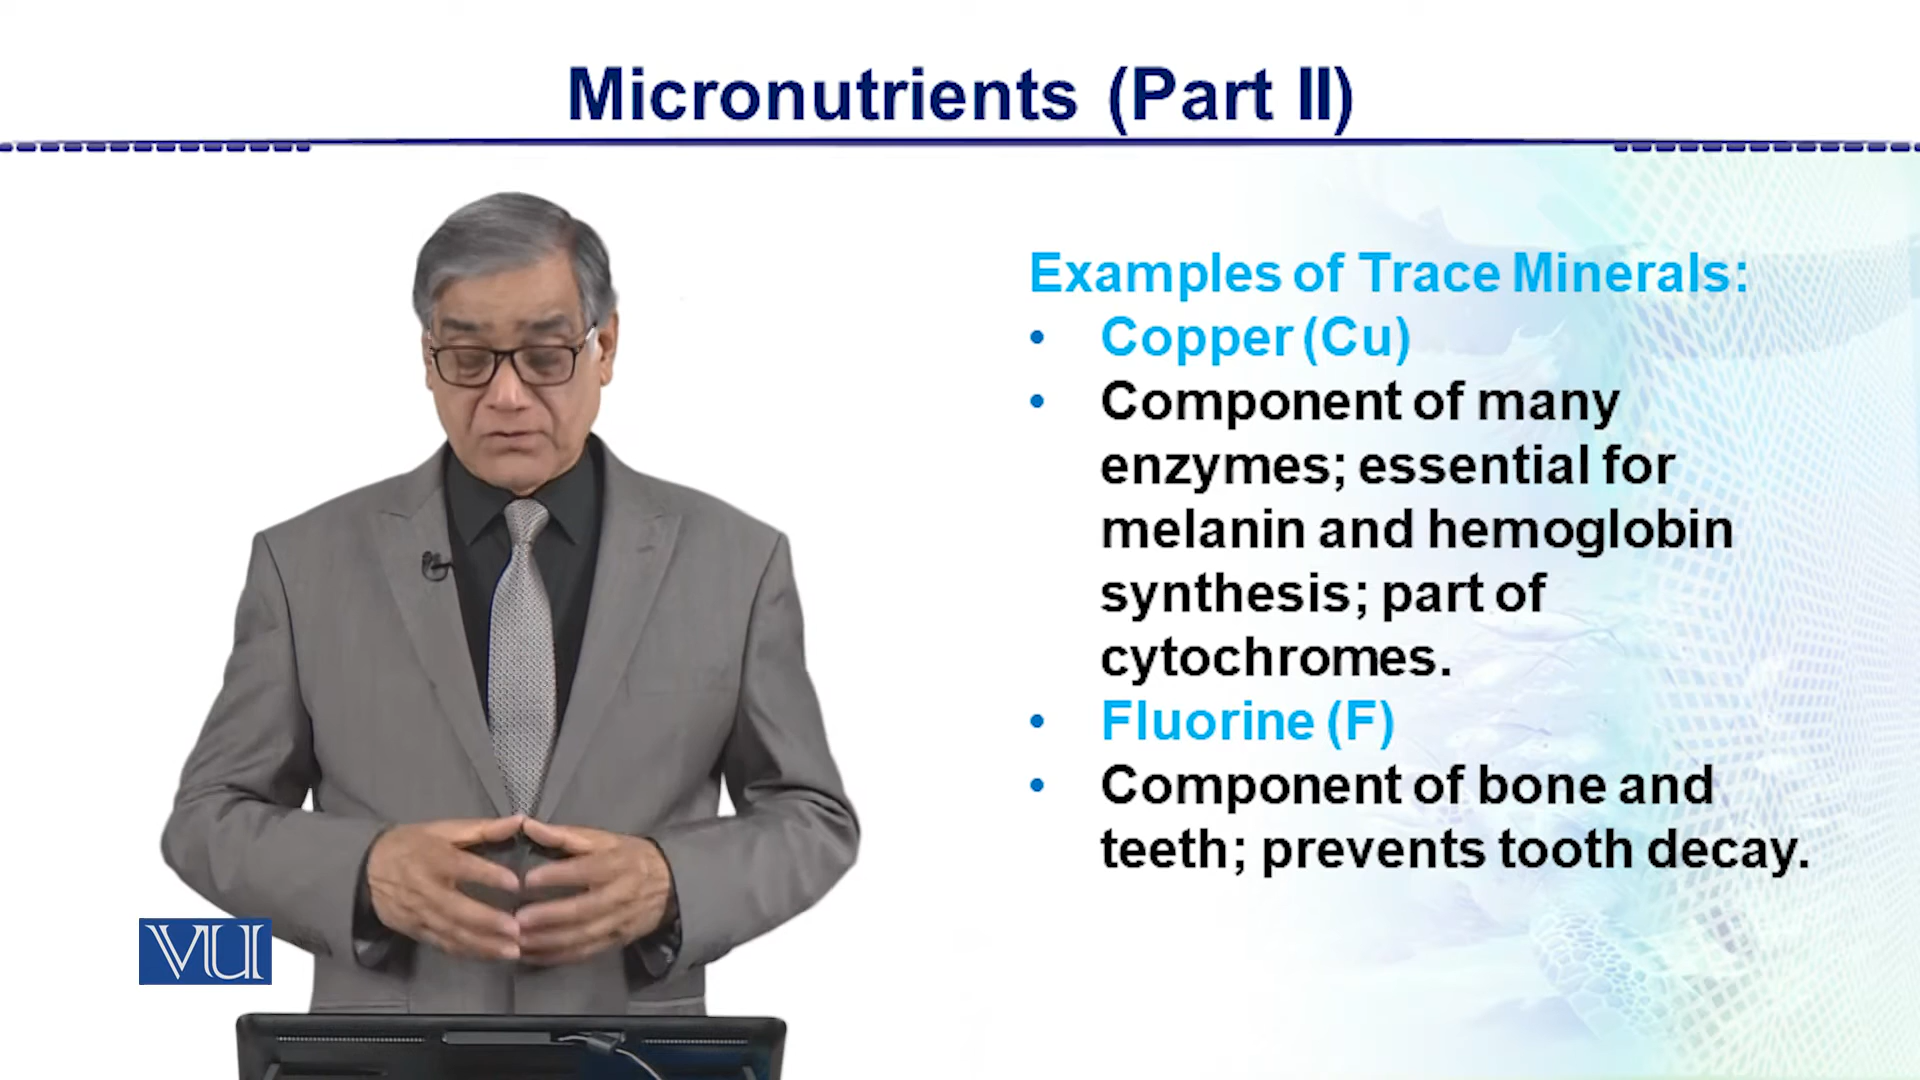 Micronutrients (Part II)
Examples of Trace Minerals:
• Copper (Cu)
• Component of many
enzymes; essential for
melanin and hemoglobin
synthesis; part of
cytochromes.
• Fluorine (F)
• Component of bone and
teeth; prevents tooth decay.
VU